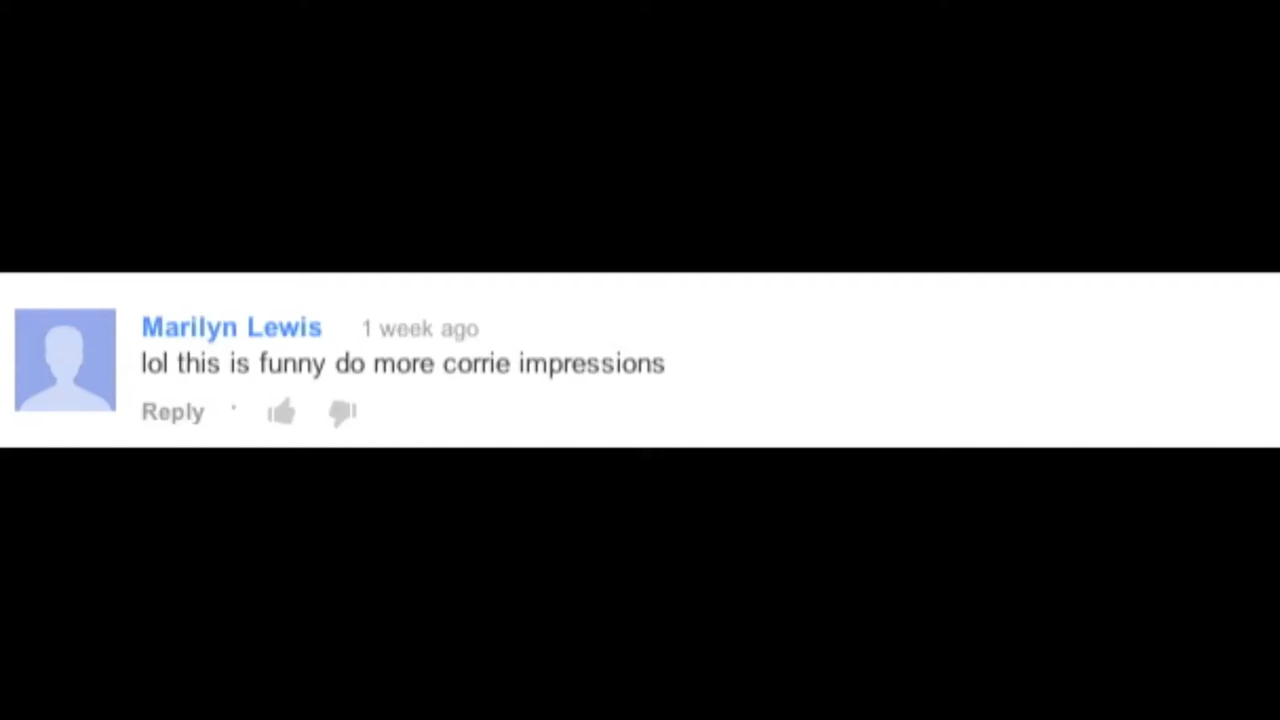 Marilyn Lewis 1 week ago
lol this is funny do more corrie impressions
Reply ·